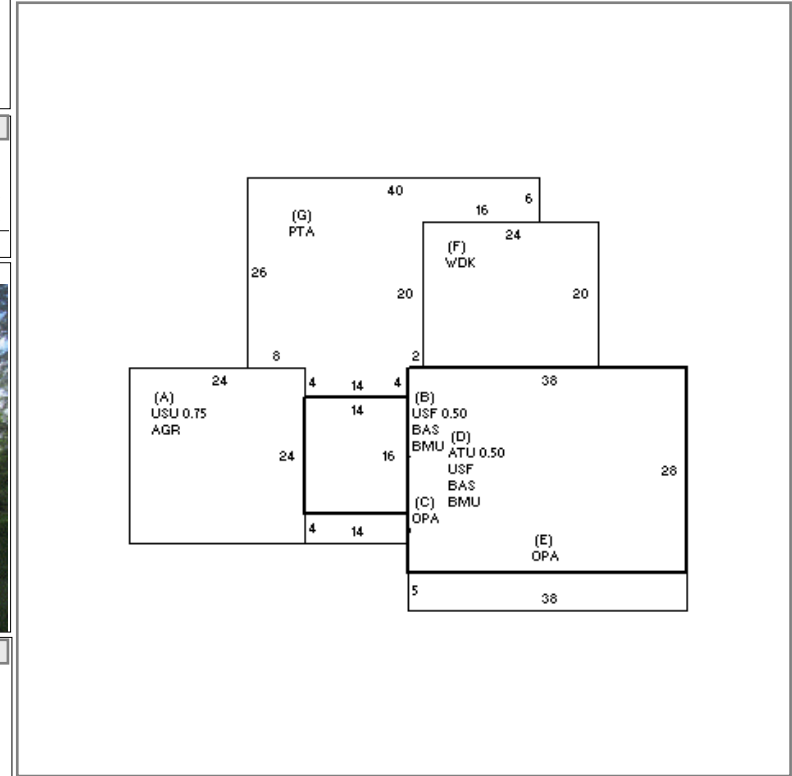 40
6
16
(G)
PTA
24
(F)
WDK
26
20
20
8
2
24
4
14
4
38
(A)
USU 0.75
AGR
14
(B)
USF 0.50
BAS
BMU
(D)
ATU 0.50
USF
BAS
BMU
24
16
28
(C)
OPA
4
14
(E)
OPA
5
38